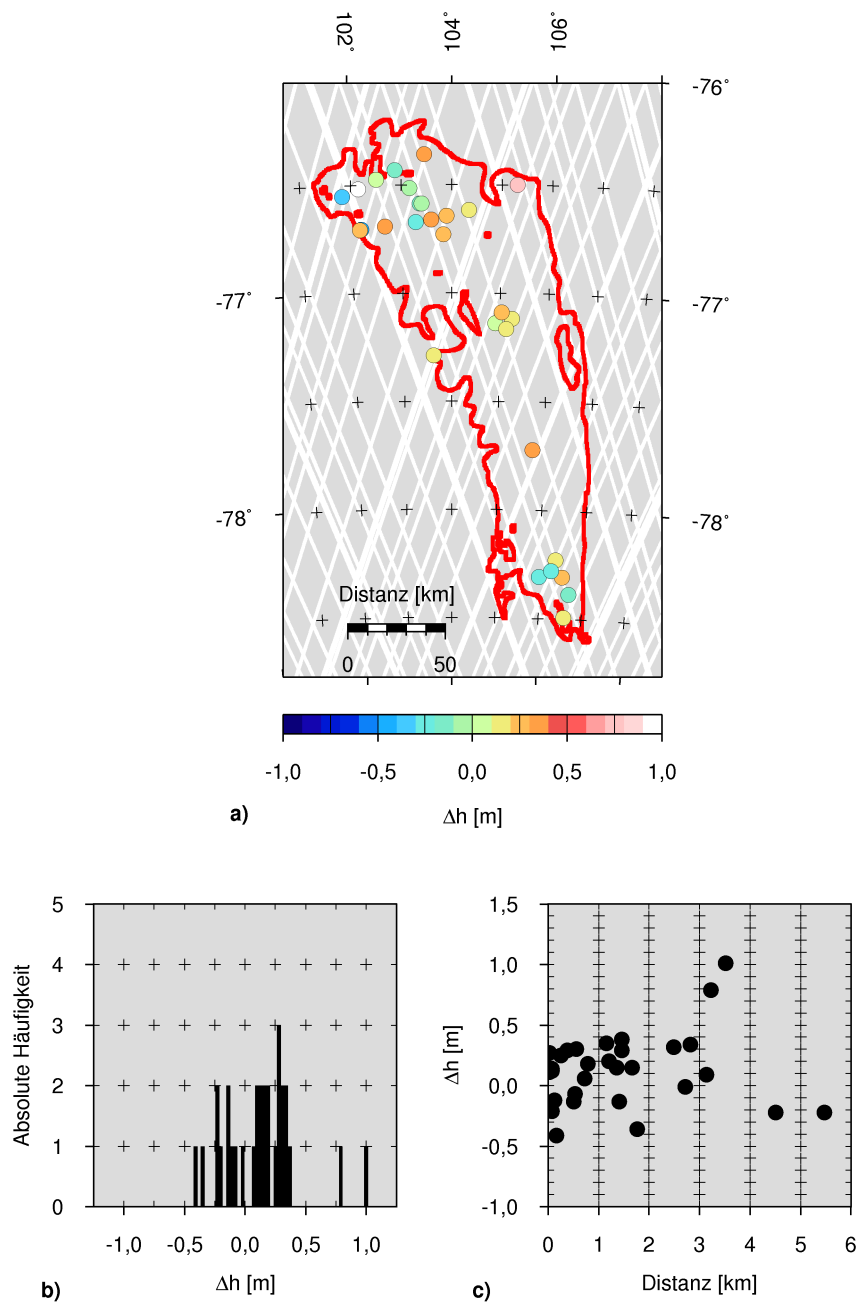 102° 104° 106°
-76°
-77° -77°
-78° -78°
Distanz [km]
0 50
-1,0 -0,5 0,0 0,5 1,0
a) Δh [m]
5
4
3
2
1
0
Absolute Häufigkeit
-1,0 -0,5 0,0 0,5 1,0
b) Δh [m]
1,5
1,0
0,5
0,0
-0,5
-1,0
Δh [m]
0 1 2 3 4 5 6
c) Distanz [km]